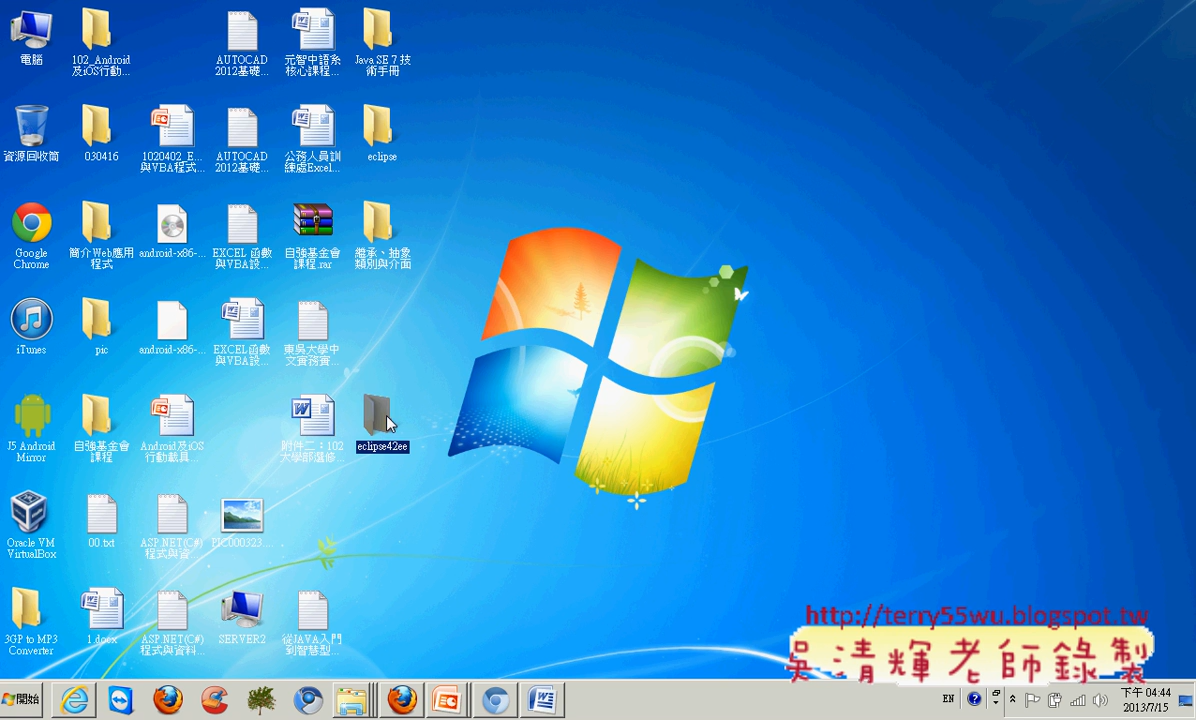 電腦
102_Android
及iOS行動...
AUTOCAD
2012基礎...
元智中語系
核心課程...
Java SE 7 技
術手冊
資源回收筒
030416
1020402_E...
與VBA程式...
AUTOCAD
2012基礎...
公務人員訓
練處Excel...
eclipse
Google
Chrome
簡介Web應用
程式
android-x86-...
EXCEL 函數
與VBA設...
自強基金會
課程.rar
繼承、抽象
類別與介面
iTunes
pic
android-x86-...
EXCEL函數
與VBA設...
東吳大學中
文實務實...
J5 Android
Mirror
自強基金會
課程
Android及iOS
行動載具...
附件二：102
大學部選修...
eclipse42ee
Oracle VM
VirtualBox
00.txt
ASP.NET(C#)
程式與資
PIC000323...
3GP to MP3
Converter
1.docx
ASP.NET(C#)
程式與資料...
SERVER2
從JAVA入門
到智慧型...
http://terry55wu.blogspot.tw
吳清輝老師錄製
開始
EN
下午 04:44
2013/7/15